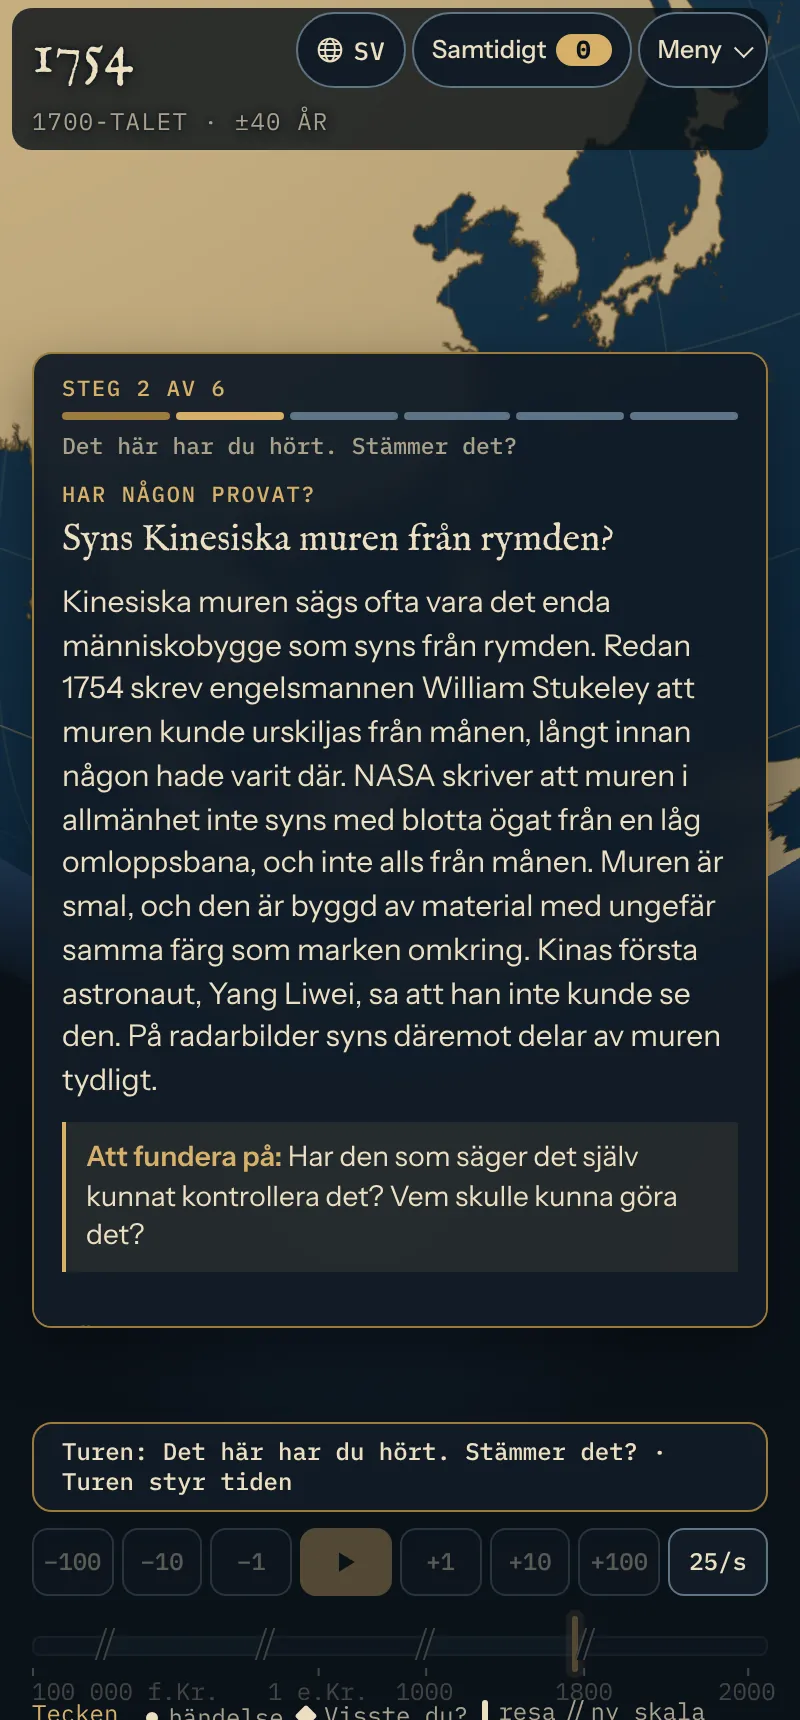 1754
SV
Samtidigt 0
Meny
1700-TALET · ±40 ÅR
STEG 2 AV 6
Det här har du hört. Stämmer det?
HAR NÅGON PROVAT?
Syns Kinesiska muren från rymden?
Kinesiska muren sägs ofta vara det enda
människobygge som syns från rymden. Redan
1754 skrev engelsmannen William Stukeley att
muren kunde urskiljas från månen, långt innan
någon hade varit där. NASA skriver att muren i
allmänhet inte syns med blotta ögat från en låg
omloppsbana, och inte alls från månen. Muren är
smal, och den är byggd av material med ungefär
samma färg som marken omkring. Kinas första
astronaut, Yang Liwei, sa att han inte kunde se
den. På radarbilder syns däremot delar av muren
tydligt.
Att fundera på: Har den som säger det själv
kunnat kontrollera det? Vem skulle kunna göra
det?
Turen: Det här har du hört. Stämmer det? ·
Turen styr tiden
−100 −10 −1 +1 +10 +100 25/s
100 000 f.Kr. 1 e.Kr. 1000 1800 2000
Tecken händelse Visste du? resa // ny skala